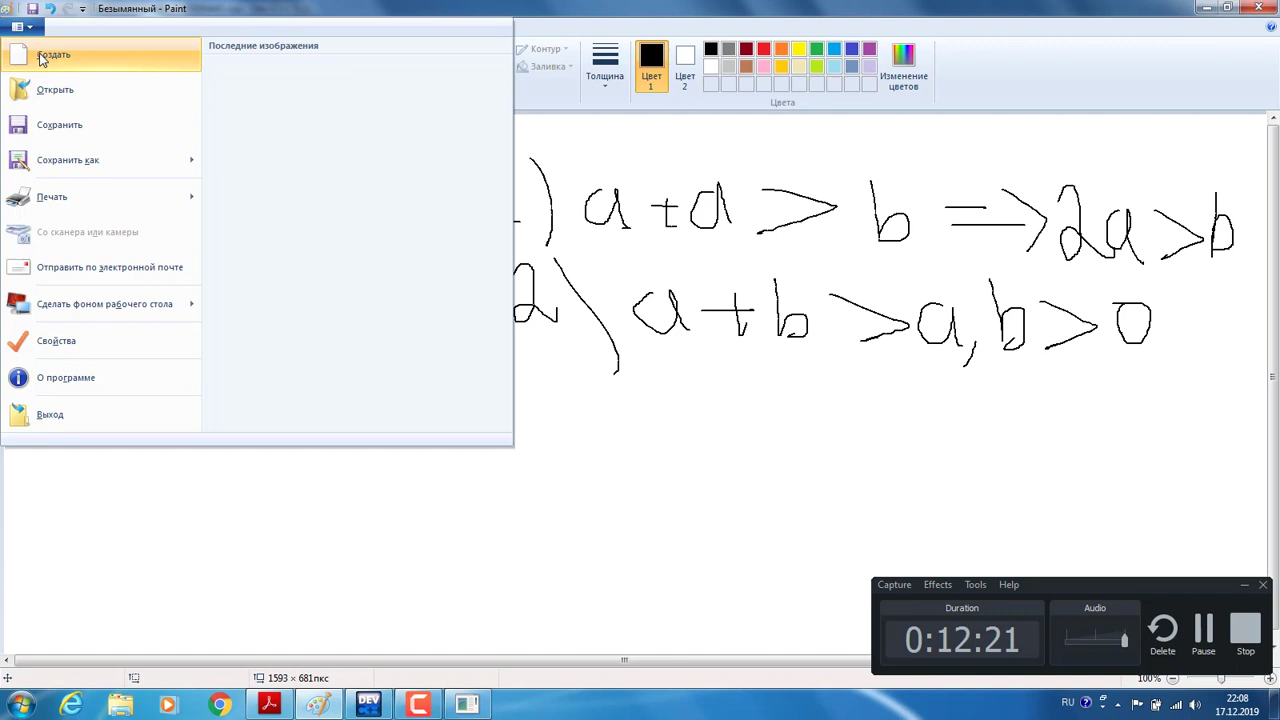 Безымянный - Paint
Создать
Последние изображения
Открыть
Сохранить
Сохранить как
Печать
Со сканера или камеры
Отправить по электронной почте
Сделать фоном рабочего стола
Свойства
О программе
Выход
Контур
Заливка
Толщина
Цвет
1
Цвет
2
Изменение
цветов
Цвета
) a + a > b => 2a > b
2) a + b > a, b > 0
Capture Effects Tools Help
Duration
0:12:21
Audio
Delete
Pause
Stop
1593 × 681пкс
100%
DEV
RU
22:08
17.12.2019